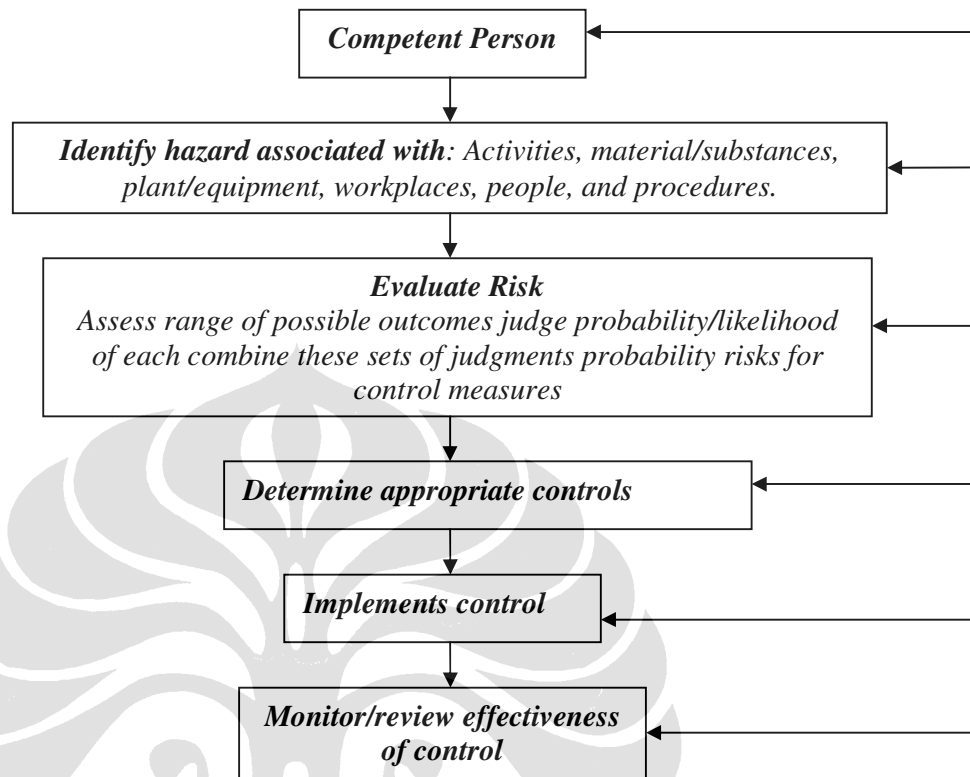 Competent Person
Identify hazard associated with: Activities, material/substances,
plant/equipment, workplaces, people, and procedures.
Evaluate Risk
Assess range of possible outcomes judge probability/likelihood
of each combine these sets of judgments probability risks for
control measures
Determine appropriate controls
Implements control
Monitor/review effectiveness
of control